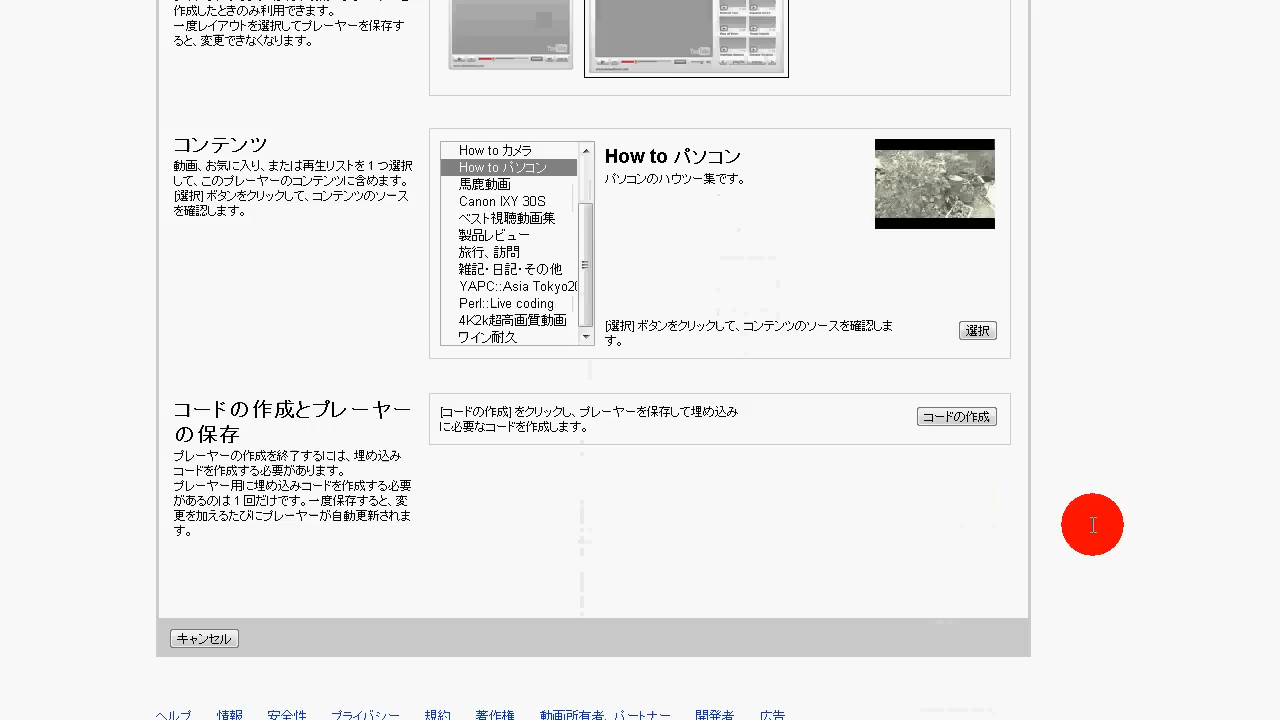 作成したときのみ利用できます。
一度レイアウトを選択してプレーヤーを保存す
ると、変更できなくなります。
YouTube
YouTube
コンテンツ
動画、お気に入り、または再生リストを 1 つ選択
して、このプレーヤーのコンテンツに含めます。
[選択] ボタンをクリックして、コンテンツのソース
を確認します。
How to カメラ
How to パソコン
馬鹿動画
Canon IXY 30S
ベスト視聴動画集
製品レビュー
旅行、訪問
雑記・日記・その他
YAPC::Asia Tokyo20
Perl::Live coding
4K2k超高画質動画
ワイン耐久
How to パソコン
パソコンのハウツー集です。
[選択] ボタンをクリックして、コンテンツのソースを確認しま
す。
選択
コードの作成とプレーヤー
の保存
プレーヤーの作成を終了するには、埋め込み
コードを作成する必要があります。
プレーヤー用に埋め込みコードを作成する必要
があるのは 1 回だけです。一度保存すると、変
更を加えるたびにプレーヤーが自動更新されま
す。
[コードの作成] をクリックし、プレーヤーを保存して埋め込み
に必要なコードを作成します。
コードの作成
キャンセル
ヘルプ 情報 安全性 プライバシー 規約 著作権 動画所有者、パートナー 開発者 広告